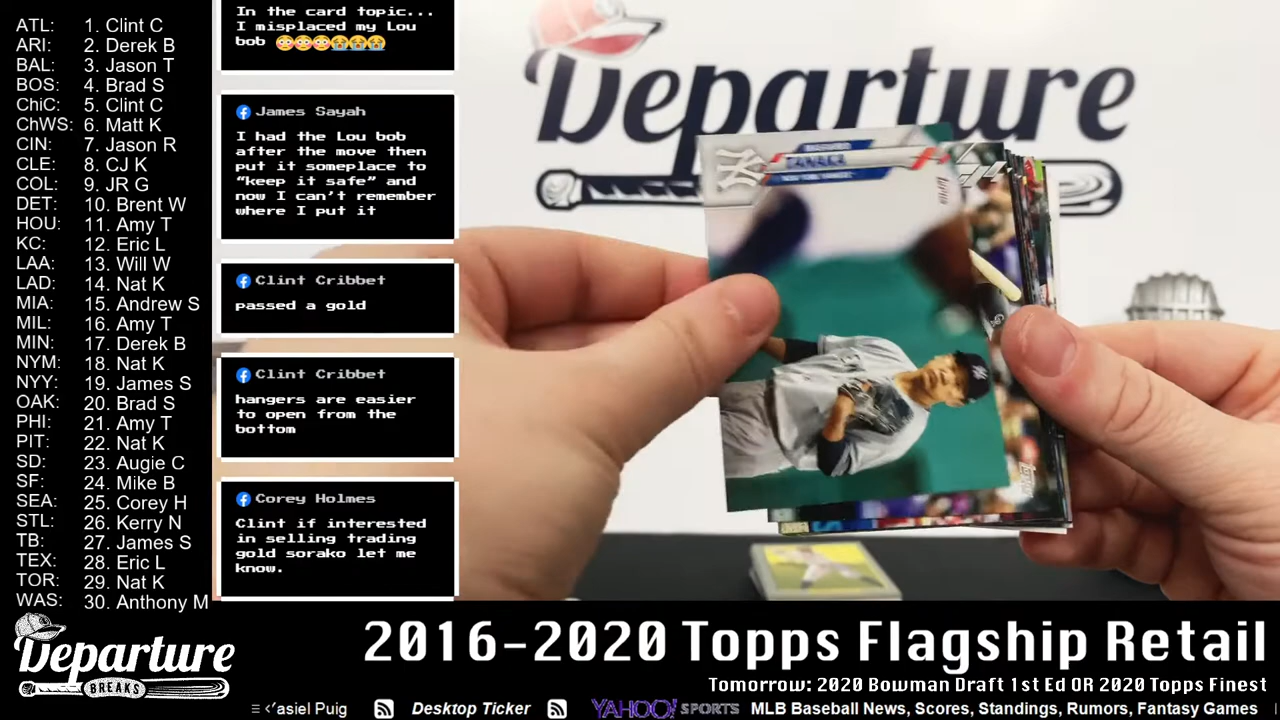 ATL: 1. Clint C
ARI: 2. Derek B
BAL: 3. Jason T
BOS: 4. Brad S
ChiC: 5. Clint C
ChWS: 6. Matt K
CIN: 7. Jason R
CLE: 8. CJ K
COL: 9. JR G
DET: 10. Brent W
HOU: 11. Amy T
KC: 12. Eric L
LAA: 13. Will W
LAD: 14. Nat K
MIA: 15. Andrew S
MIL: 16. Amy T
MIN: 17. Derek B
NYM: 18. Nat K
NYY: 19. James S
OAK: 20. Brad S
PHI: 21. Amy T
PIT: 22. Nat K
SD: 23. Augie C
SF: 24. Mike B
SEA: 25. Corey H
STL: 26. Kerry N
TB: 27. James S
TEX: 28. Eric L
TOR: 29. Nat K
WAS: 30. Anthony M
In the card topic...
I misplaced my Lou
bob 😳😳😳😭😭😭
James Sayah
I had the Lou bob
after the move then
put it someplace to
"keep it safe" and
now I can't remember
where I put it
Clint Cribbet
passed a gold
Clint Cribbet
hangers are easier
to open from the
bottom
Corey Holmes
Clint if interested
in selling trading
gold sorako let me
know.
Departure
TANAKA
Departure
BREAKS
2016-2020 Topps Flagship Retail
Tomorrow: 2020 Bowman Draft 1st Ed OR 2020 Topps Finest
asiel Puig
Desktop Ticker
YAHOO! SPORTS
MLB Baseball News, Scores, Standings, Rumors, Fantasy Games